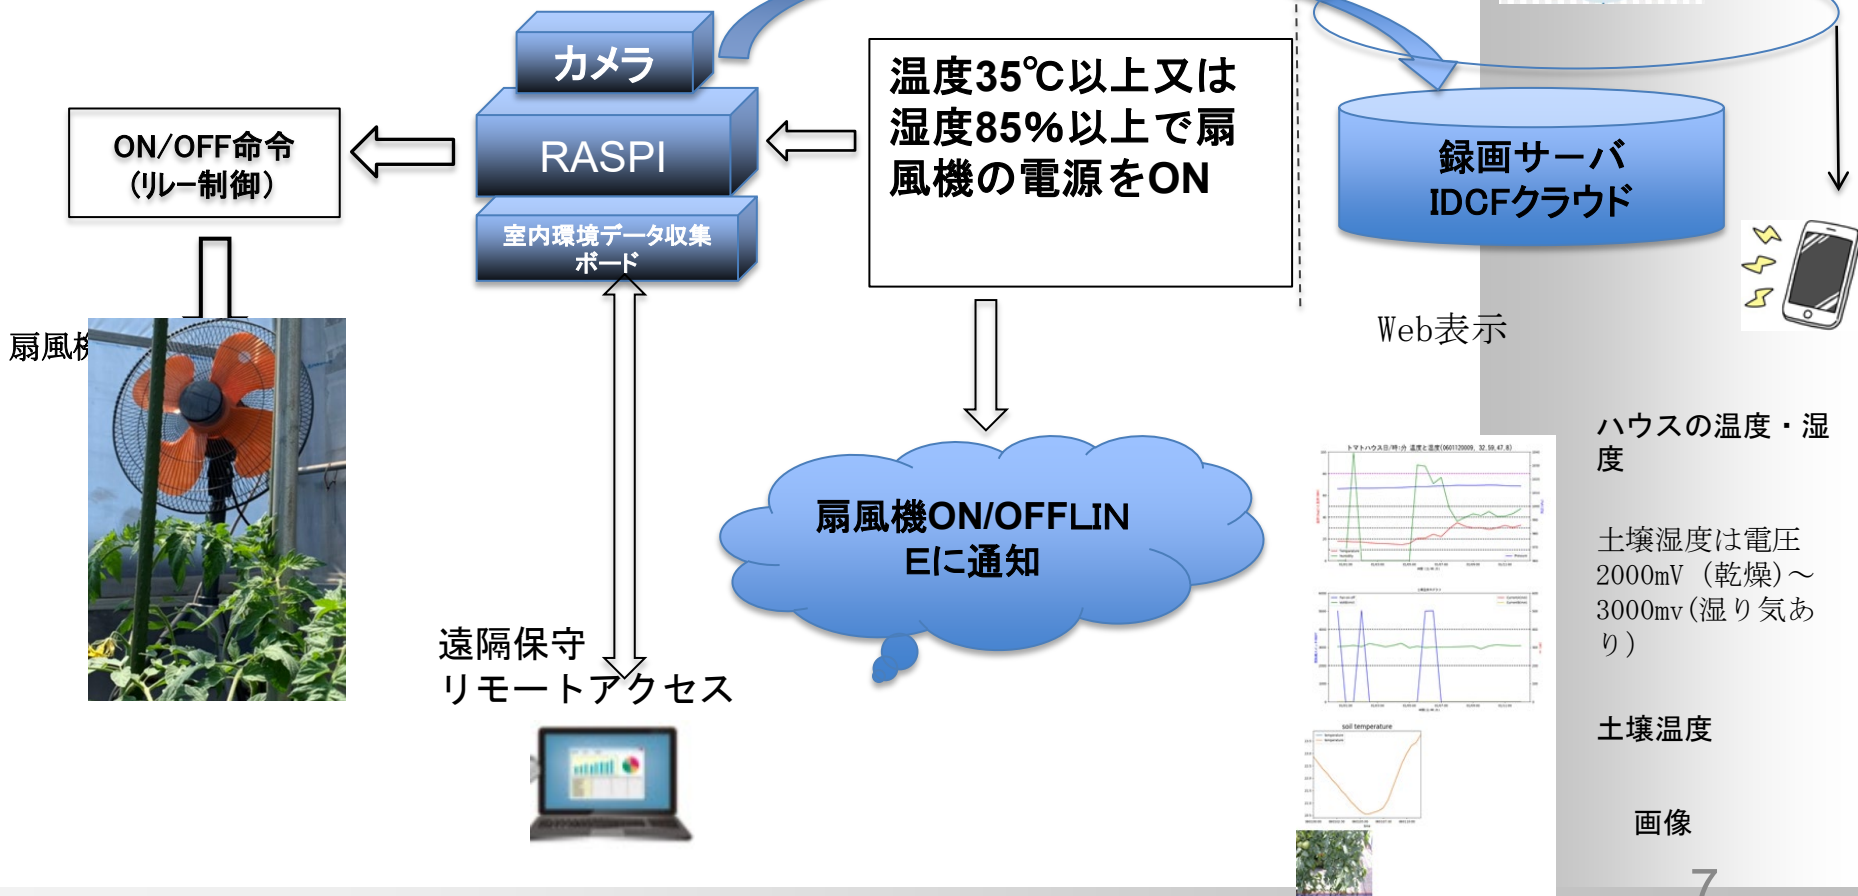 カメラ
RASPI
室内環境データ収集
ボード
ON/OFF命令
(リレー制御)
温度35℃以上又は
湿度85%以上で扇
風機の電源をON
録画サーバ
IDCFクラウド
扇風機
Web表示
扇風機ON/OFFLIN
Eに通知
遠隔保守
リモートアクセス
ハウスの温度・湿
度
土壌湿度は電圧
2000mV (乾燥)～
3000mv(湿り気あ
り)
土壌温度
画像
soil temperature
7